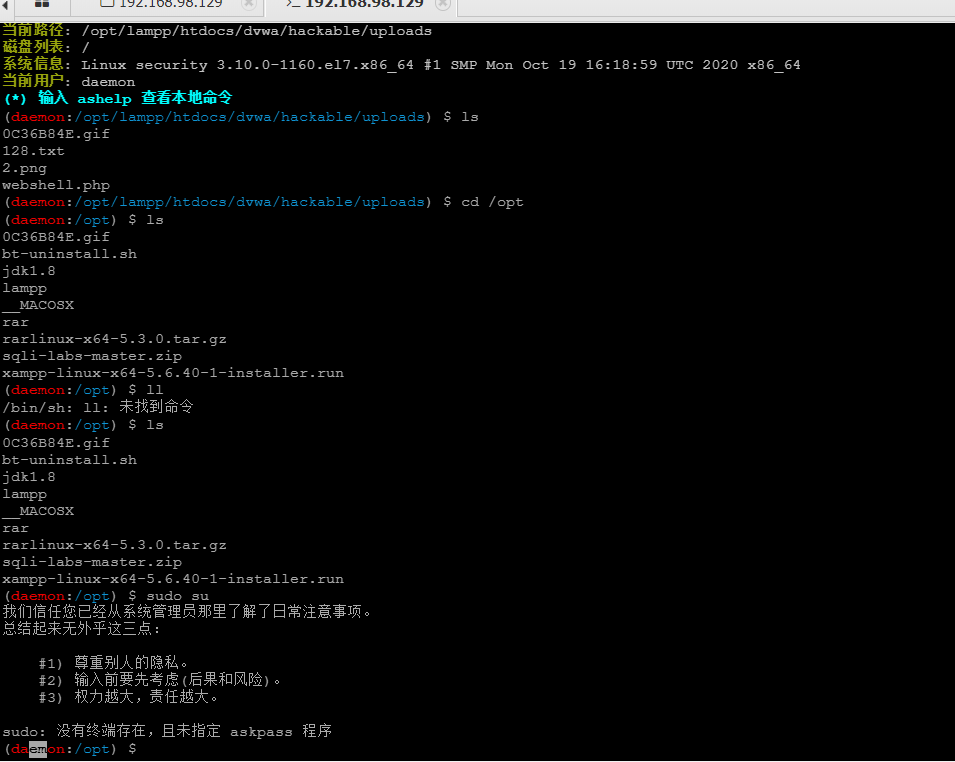 192.168.98.129 192.168.98.129
当前路径: /opt/lampp/htdocs/dvwa/hackable/uploads
磁盘列表: /
系统信息: Linux security 3.10.0-1160.el7.x86_64 #1 SMP Mon Oct 19 16:18:59 UTC 2020 x86_64
当前用户: daemon
(*) 输入 ashelp 查看本地命令
(daemon:/opt/lampp/htdocs/dvwa/hackable/uploads) $ ls
0C36B84E.gif
128.txt
2.png
webshell.php
(daemon:/opt/lampp/htdocs/dvwa/hackable/uploads) $ cd /opt
(daemon:/opt) $ ls
0C36B84E.gif
bt-uninstall.sh
jdk1.8
lampp
__MACOSX
rar
rarlinux-x64-5.3.0.tar.gz
sqli-labs-master.zip
xampp-linux-x64-5.6.40-1-installer.run
(daemon:/opt) $ ll
/bin/sh: ll: 未找到命令
(daemon:/opt) $ ls
0C36B84E.gif
bt-uninstall.sh
jdk1.8
lampp
__MACOSX
rar
rarlinux-x64-5.3.0.tar.gz
sqli-labs-master.zip
xampp-linux-x64-5.6.40-1-installer.run
(daemon:/opt) $ sudo su
我们信任您已经从系统管理员那里了解了日常注意事项。
总结起来无外乎这三点:
#1) 尊重别人的隐私。
#2) 输入前要先考虑(后果和风险)。
#3) 权力越大，责任越大。
sudo: 没有终端存在，且未指定 askpass 程序
(daemon:/opt) $